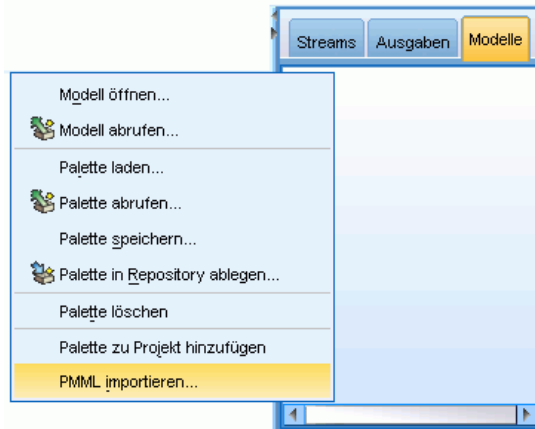 Streams Ausgaben Modelle
Modell öffnen...
Modell abrufen...
Palette laden...
Palette abrufen...
Palette speichern...
Palette in Repository ablegen...
Palette löschen
Palette zu Projekt hinzufügen
PMML importieren...